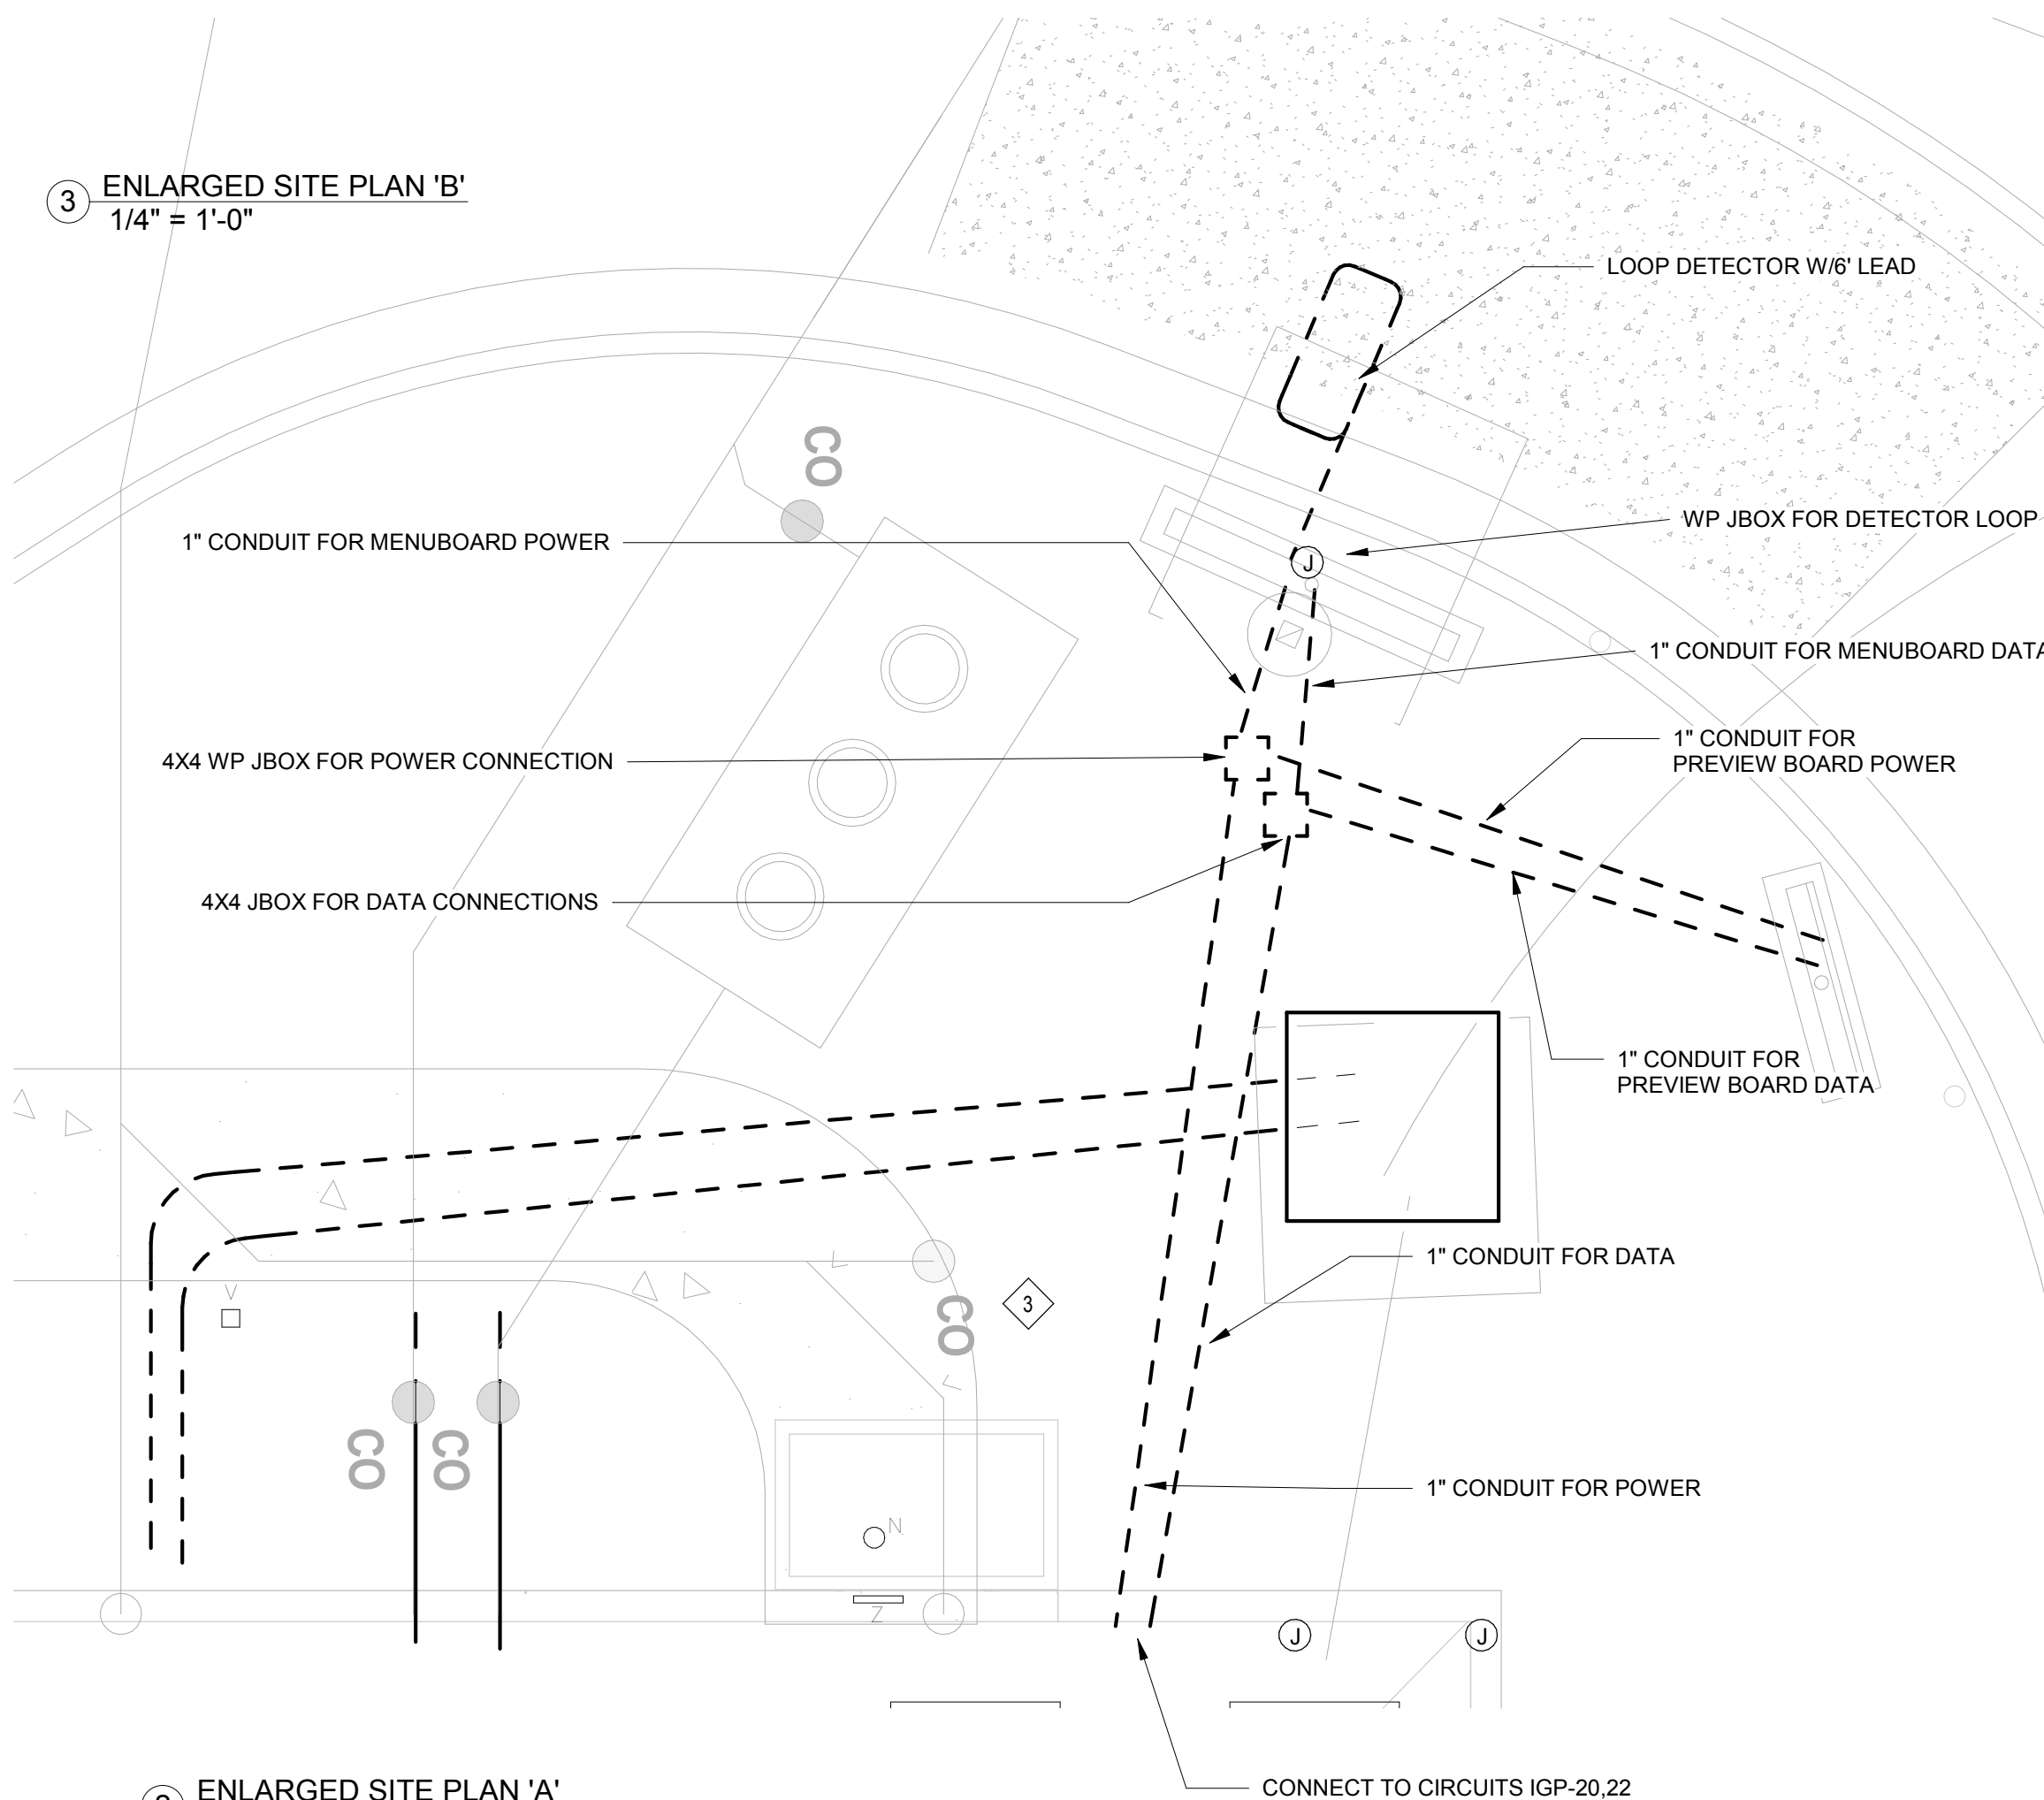 3
ENLARGED SITE PLAN 'B'
1/4" = 1'-0"
LOOP DETECTOR W/6' LEAD
CO
WP JBOX FOR DETECTOR LOOP
1" CONDUIT FOR MENUBOARD POWER
J
1" CONDUIT FOR MENUBOARD DATA
4X4 WP JBOX FOR POWER CONNECTION
1" CONDUIT FOR
PREVIEW BOARD POWER
4X4 JBOX FOR DATA CONNECTIONS
1" CONDUIT FOR
PREVIEW BOARD DATA
1" CONDUIT FOR DATA
V
L
3
CO
L
CO
CO
1" CONDUIT FOR POWER
N
Z
J
J
CONNECT TO CIRCUITS IGP-20,22
ENLARGED SITE PLAN 'A'